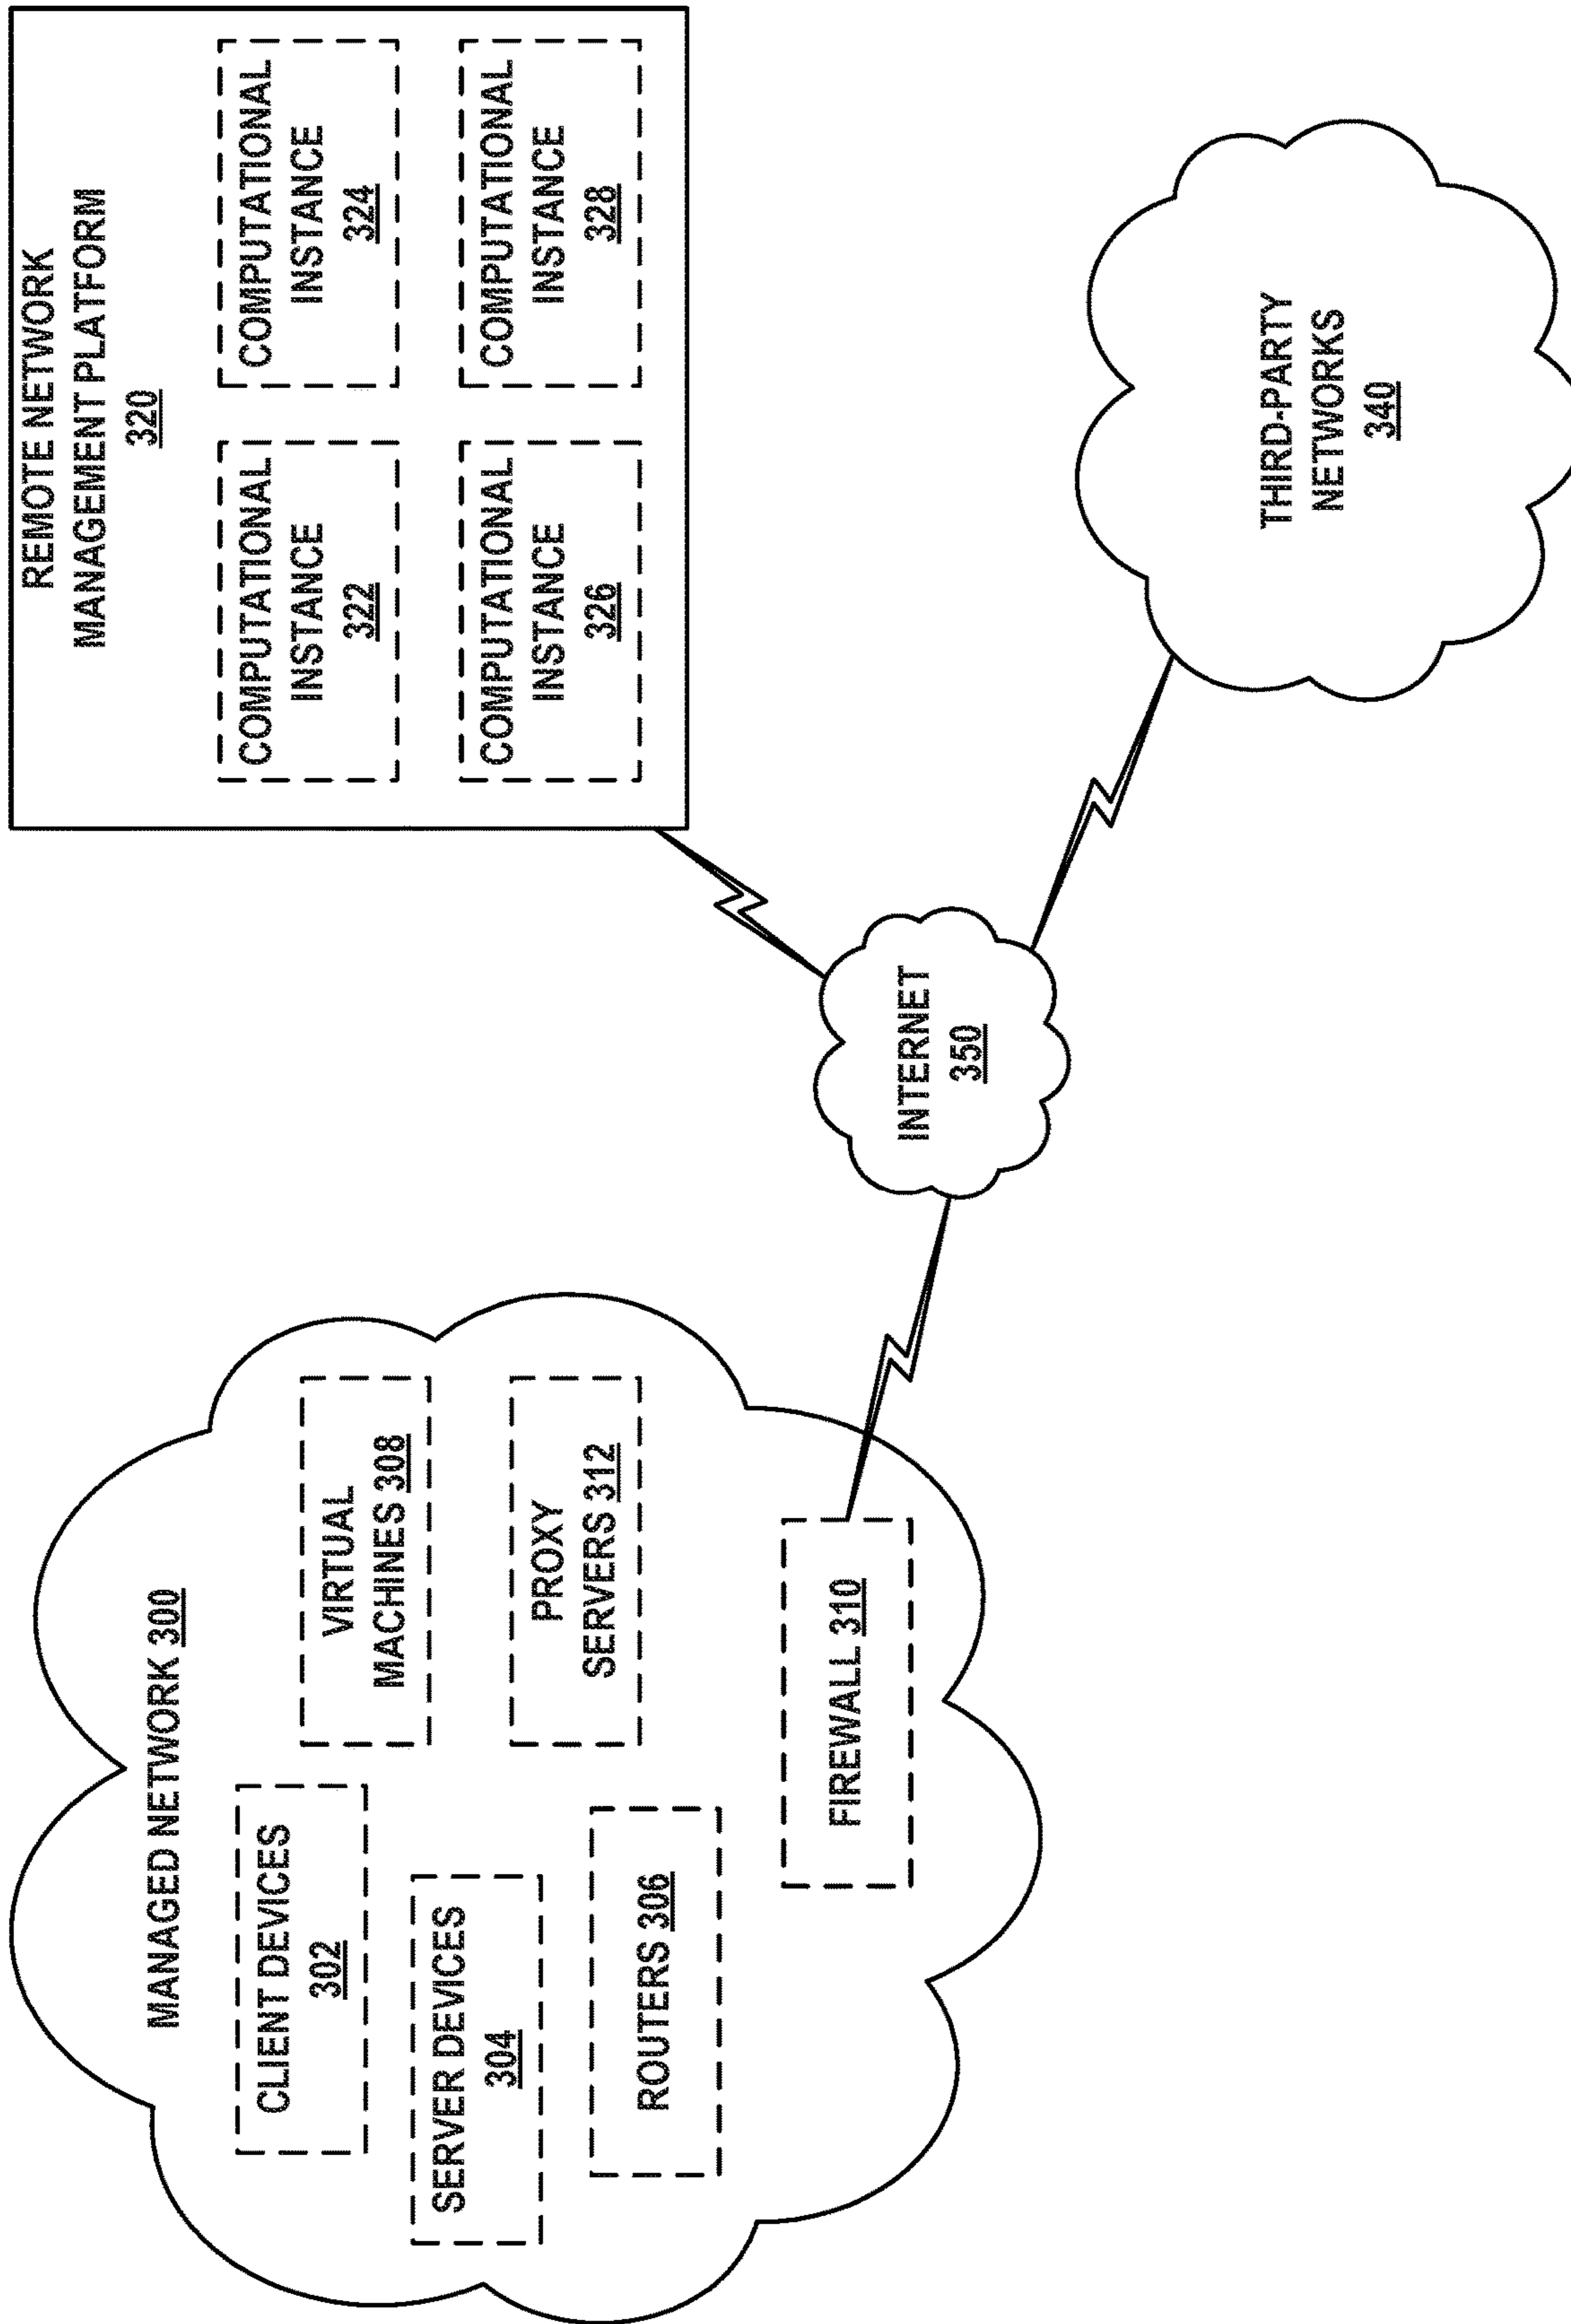 MANAGED NETWORK 300
CLIENT DEVICES
302
SERVER DEVICES
304
ROUTERS 306
VIRTUAL
MACHINES 308
PROXY
SERVERS 312
FIREWALL 310
INTERNET
350
REMOTE NETWORK
MANAGEMENT PLATFORM
320
COMPUTATIONAL
INSTANCE
322
COMPUTATIONAL
INSTANCE
324
COMPUTATIONAL
INSTANCE
326
COMPUTATIONAL
INSTANCE
328
THIRD-PARTY
NETWORKS
340